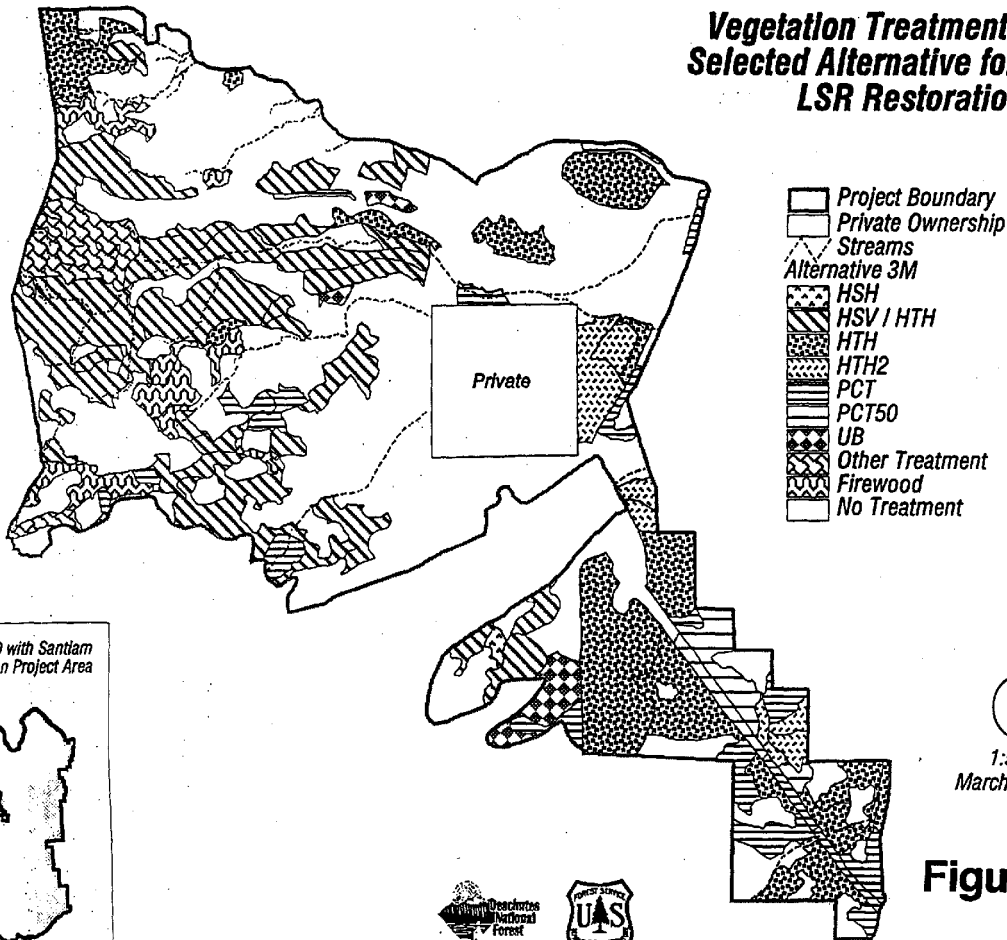 Vegetation Treatment
Selected Alternative fo
LSR Restoratio
Project Boundary
Private Ownership
Streams
Alternative 3M
HSH
HSV / HTH
HTH
HTH2
PCT
PCT50
UB
Other Treatment
Firewood
No Treatment
Private
with Santiam
n Project Area
1:
March
Figu
Deschutes
National
Forest
FOREST SERVICE
US